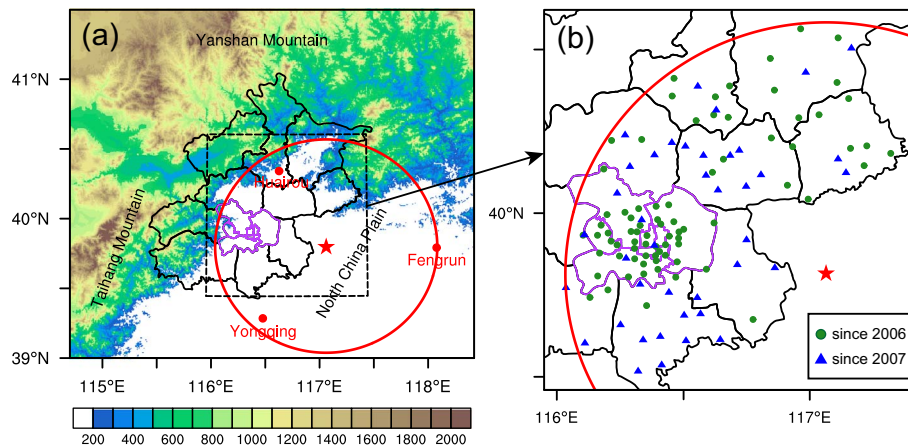 (a)
Yanshan Mountain
41°N
Huairou
40°N
Taihang Mountain
North China Plain
Fengrun
Yongqing
39°N
115°E 116°E 117°E 118°E
200 400 600 800 1000 1200 1400 1600 1800 2000
(b)
40°N
since 2006
since 2007
116°E 117°E